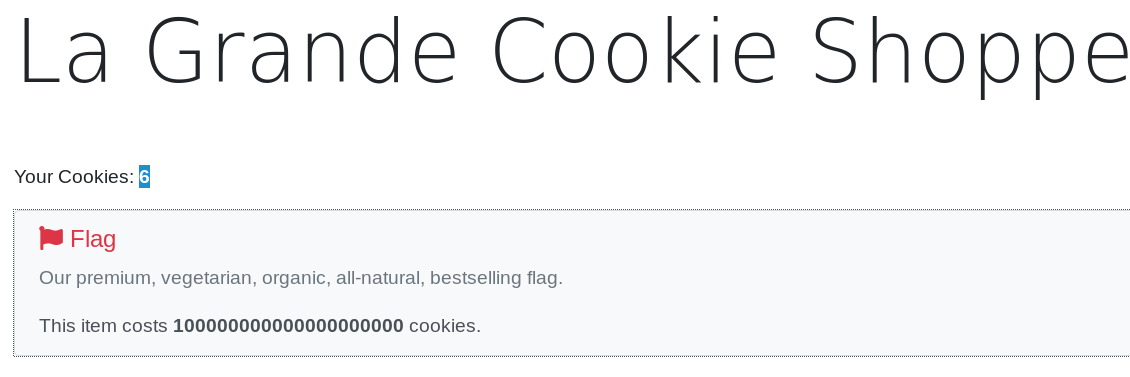 La Grande Cookie Shoppe
Your Cookies: 6
Flag
Our premium, vegetarian, organic, all-natural, bestselling flag.
This item costs 100000000000000000000 cookies.